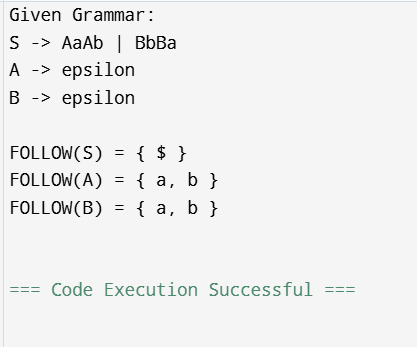 Given Grammar:
S -> AaAb | BbBa
A -> epsilon
B -> epsilon
FOLLOW(S) = { $ }
FOLLOW(A) = { a, b }
FOLLOW(B) = { a, b }
=== Code Execution Successful ===